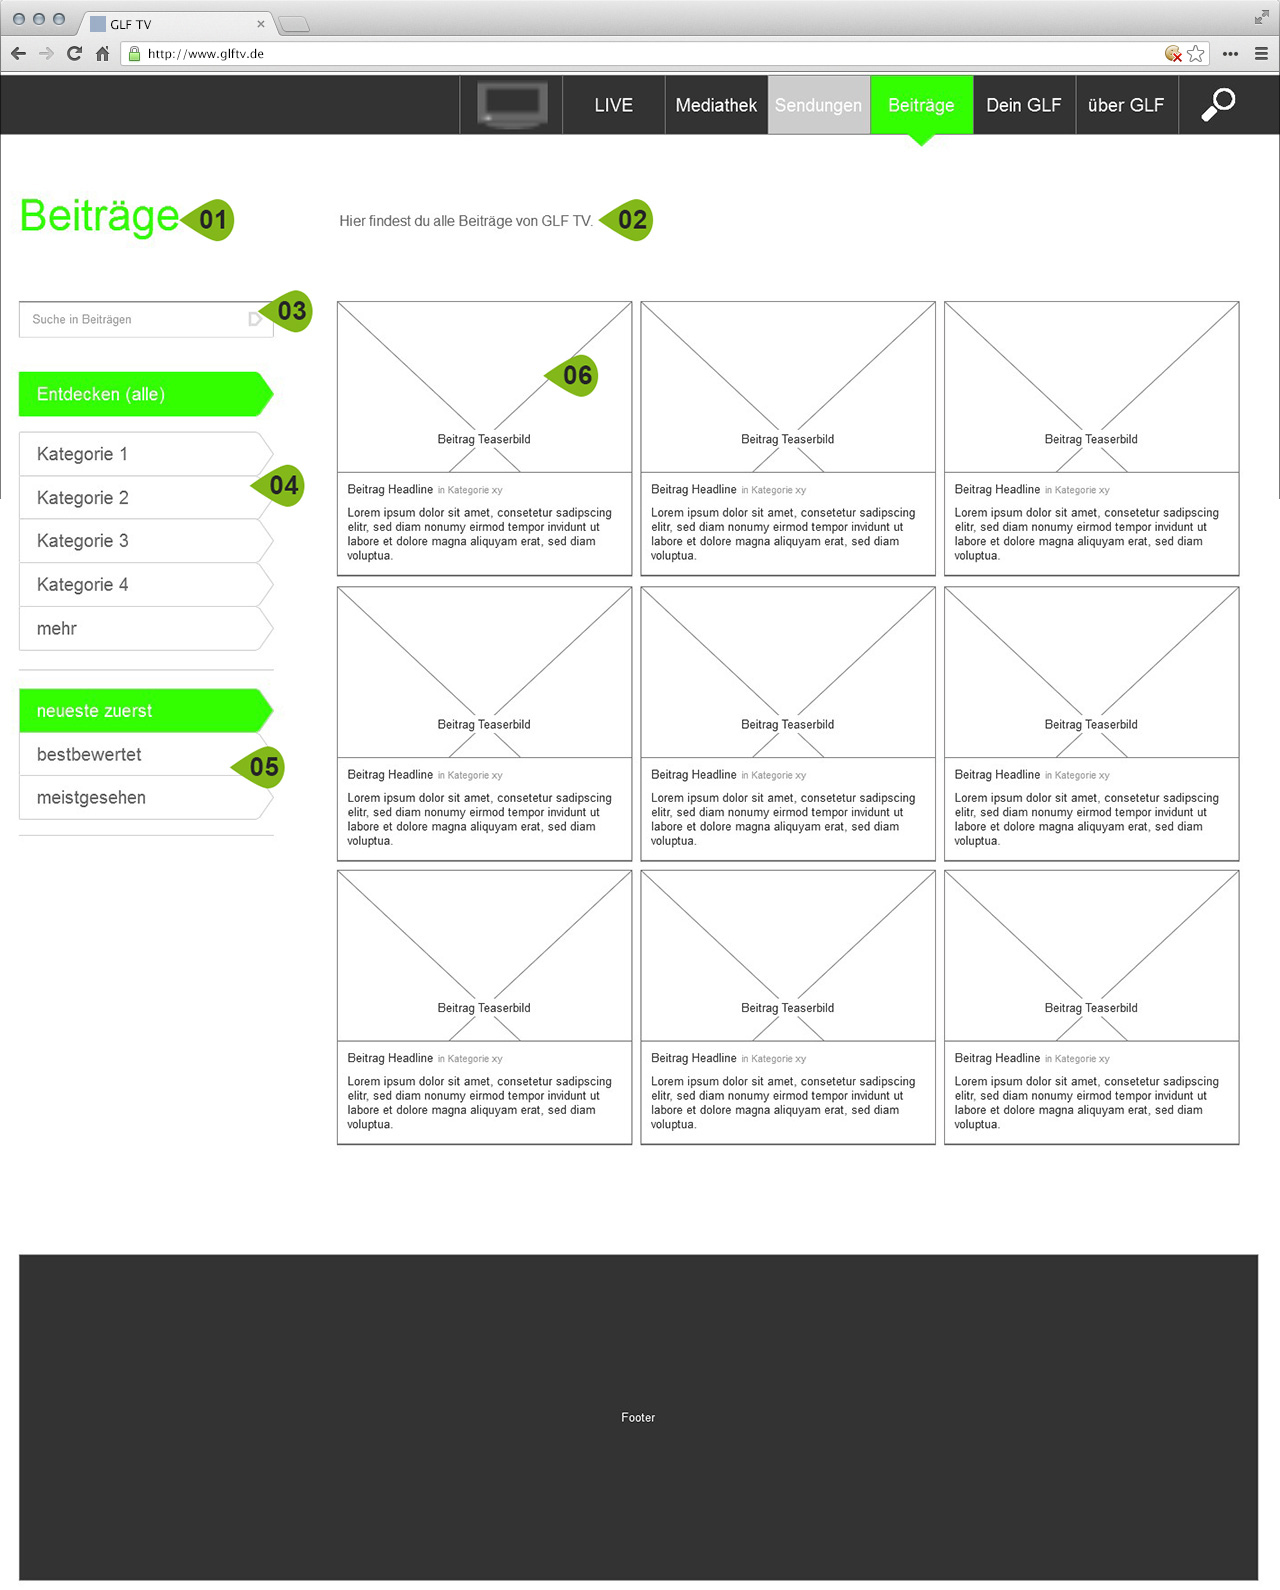 GLF TV
http://www.glftv.de
LIVE
Mediathek
Sendungen
Beiträge
Dein GLF
über GLF
Beiträge
01
Hier findest du alle Beiträge von GLF TV.
02
Suche in Beiträgen
03
Entdecken (alle)
Kategorie 1
Kategorie 2
04
Kategorie 3
Kategorie 4
mehr
neueste zuerst
bestbewertet
05
meistgesehen
06
Beitrag Teaserbild
Beitrag Headline in Kategorie xy
Lorem ipsum dolor sit amet, consetetur sadipscing
elitr, sed diam nonumy eirmod tempor invidunt ut
labore et dolore magna aliquyam erat, sed diam
voluptua.
Beitrag Teaserbild
Beitrag Headline in Kategorie xy
Lorem ipsum dolor sit amet, consetetur sadipscing
elitr, sed diam nonumy eirmod tempor invidunt ut
labore et dolore magna aliquyam erat, sed diam
voluptua.
Beitrag Teaserbild
Beitrag Headline in Kategorie xy
Lorem ipsum dolor sit amet, consetetur sadipscing
elitr, sed diam nonumy eirmod tempor invidunt ut
labore et dolore magna aliquyam erat, sed diam
voluptua.
Beitrag Teaserbild
Beitrag Headline in Kategorie xy
Lorem ipsum dolor sit amet, consetetur sadipscing
elitr, sed diam nonumy eirmod tempor invidunt ut
labore et dolore magna aliquyam erat, sed diam
voluptua.
Beitrag Teaserbild
Beitrag Headline in Kategorie xy
Lorem ipsum dolor sit amet, consetetur sadipscing
elitr, sed diam nonumy eirmod tempor invidunt ut
labore et dolore magna aliquyam erat, sed diam
voluptua.
Beitrag Teaserbild
Beitrag Headline in Kategorie xy
Lorem ipsum dolor sit amet, consetetur sadipscing
elitr, sed diam nonumy eirmod tempor invidunt ut
labore et dolore magna aliquyam erat, sed diam
voluptua.
Beitrag Teaserbild
Beitrag Headline in Kategorie xy
Lorem ipsum dolor sit amet, consetetur sadipscing
elitr, sed diam nonumy eirmod tempor invidunt ut
labore et dolore magna aliquyam erat, sed diam
voluptua.
Beitrag Teaserbild
Beitrag Headline in Kategorie xy
Lorem ipsum dolor sit amet, consetetur sadipscing
elitr, sed diam nonumy eirmod tempor invidunt ut
labore et dolore magna aliquyam erat, sed diam
voluptua.
Beitrag Teaserbild
Beitrag Headline in Kategorie xy
Lorem ipsum dolor sit amet, consetetur sadipscing
elitr, sed diam nonumy eirmod tempor invidunt ut
labore et dolore magna aliquyam erat, sed diam
voluptua.
Footer